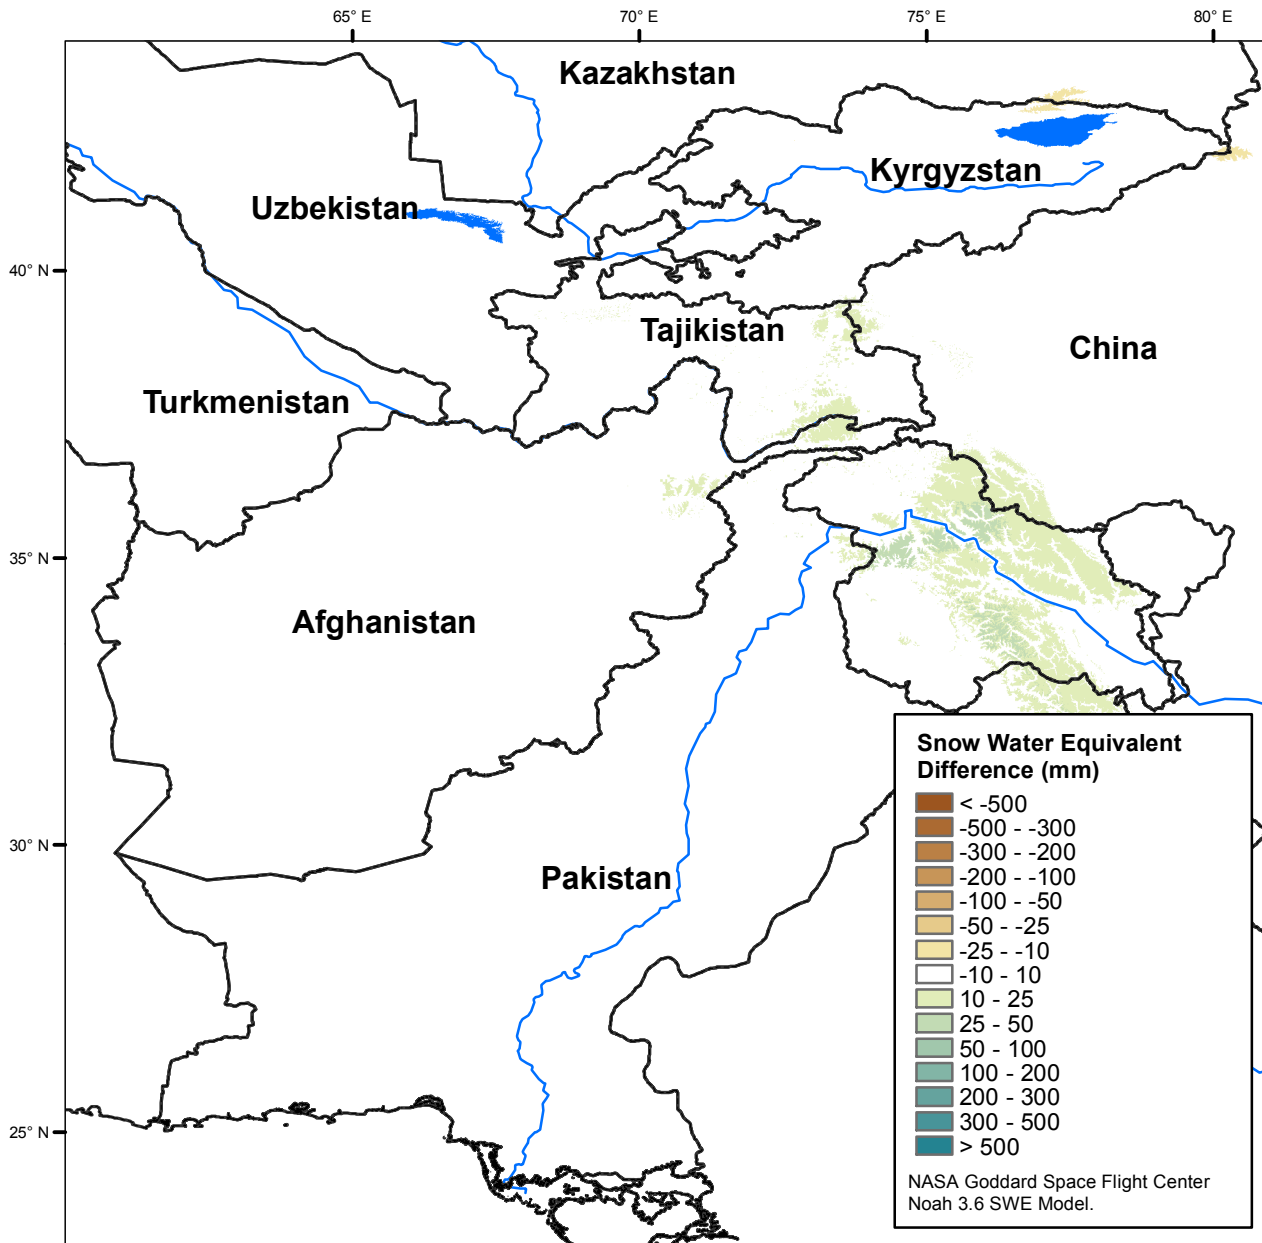 65° E
70° E
75° E
80° E
Kazakhstan
Kyrgyzstan
Uzbekistan
40° N
Tajikistan
China
Turkmenistan
35° N
Afghanistan
30° N
Pakistan
25° N
Snow Water Equivalent
Difference (mm)
< -500
-500 - -300
-300 - -200
-200 - -100
-100 - -50
-50 - -25
-25 - -10
-10 - 10
10 - 25
25 - 50
50 - 100
100 - 200
200 - 300
300 - 500
> 500
NASA Goddard Space Flight Center
Noah 3.6 SWE Model.